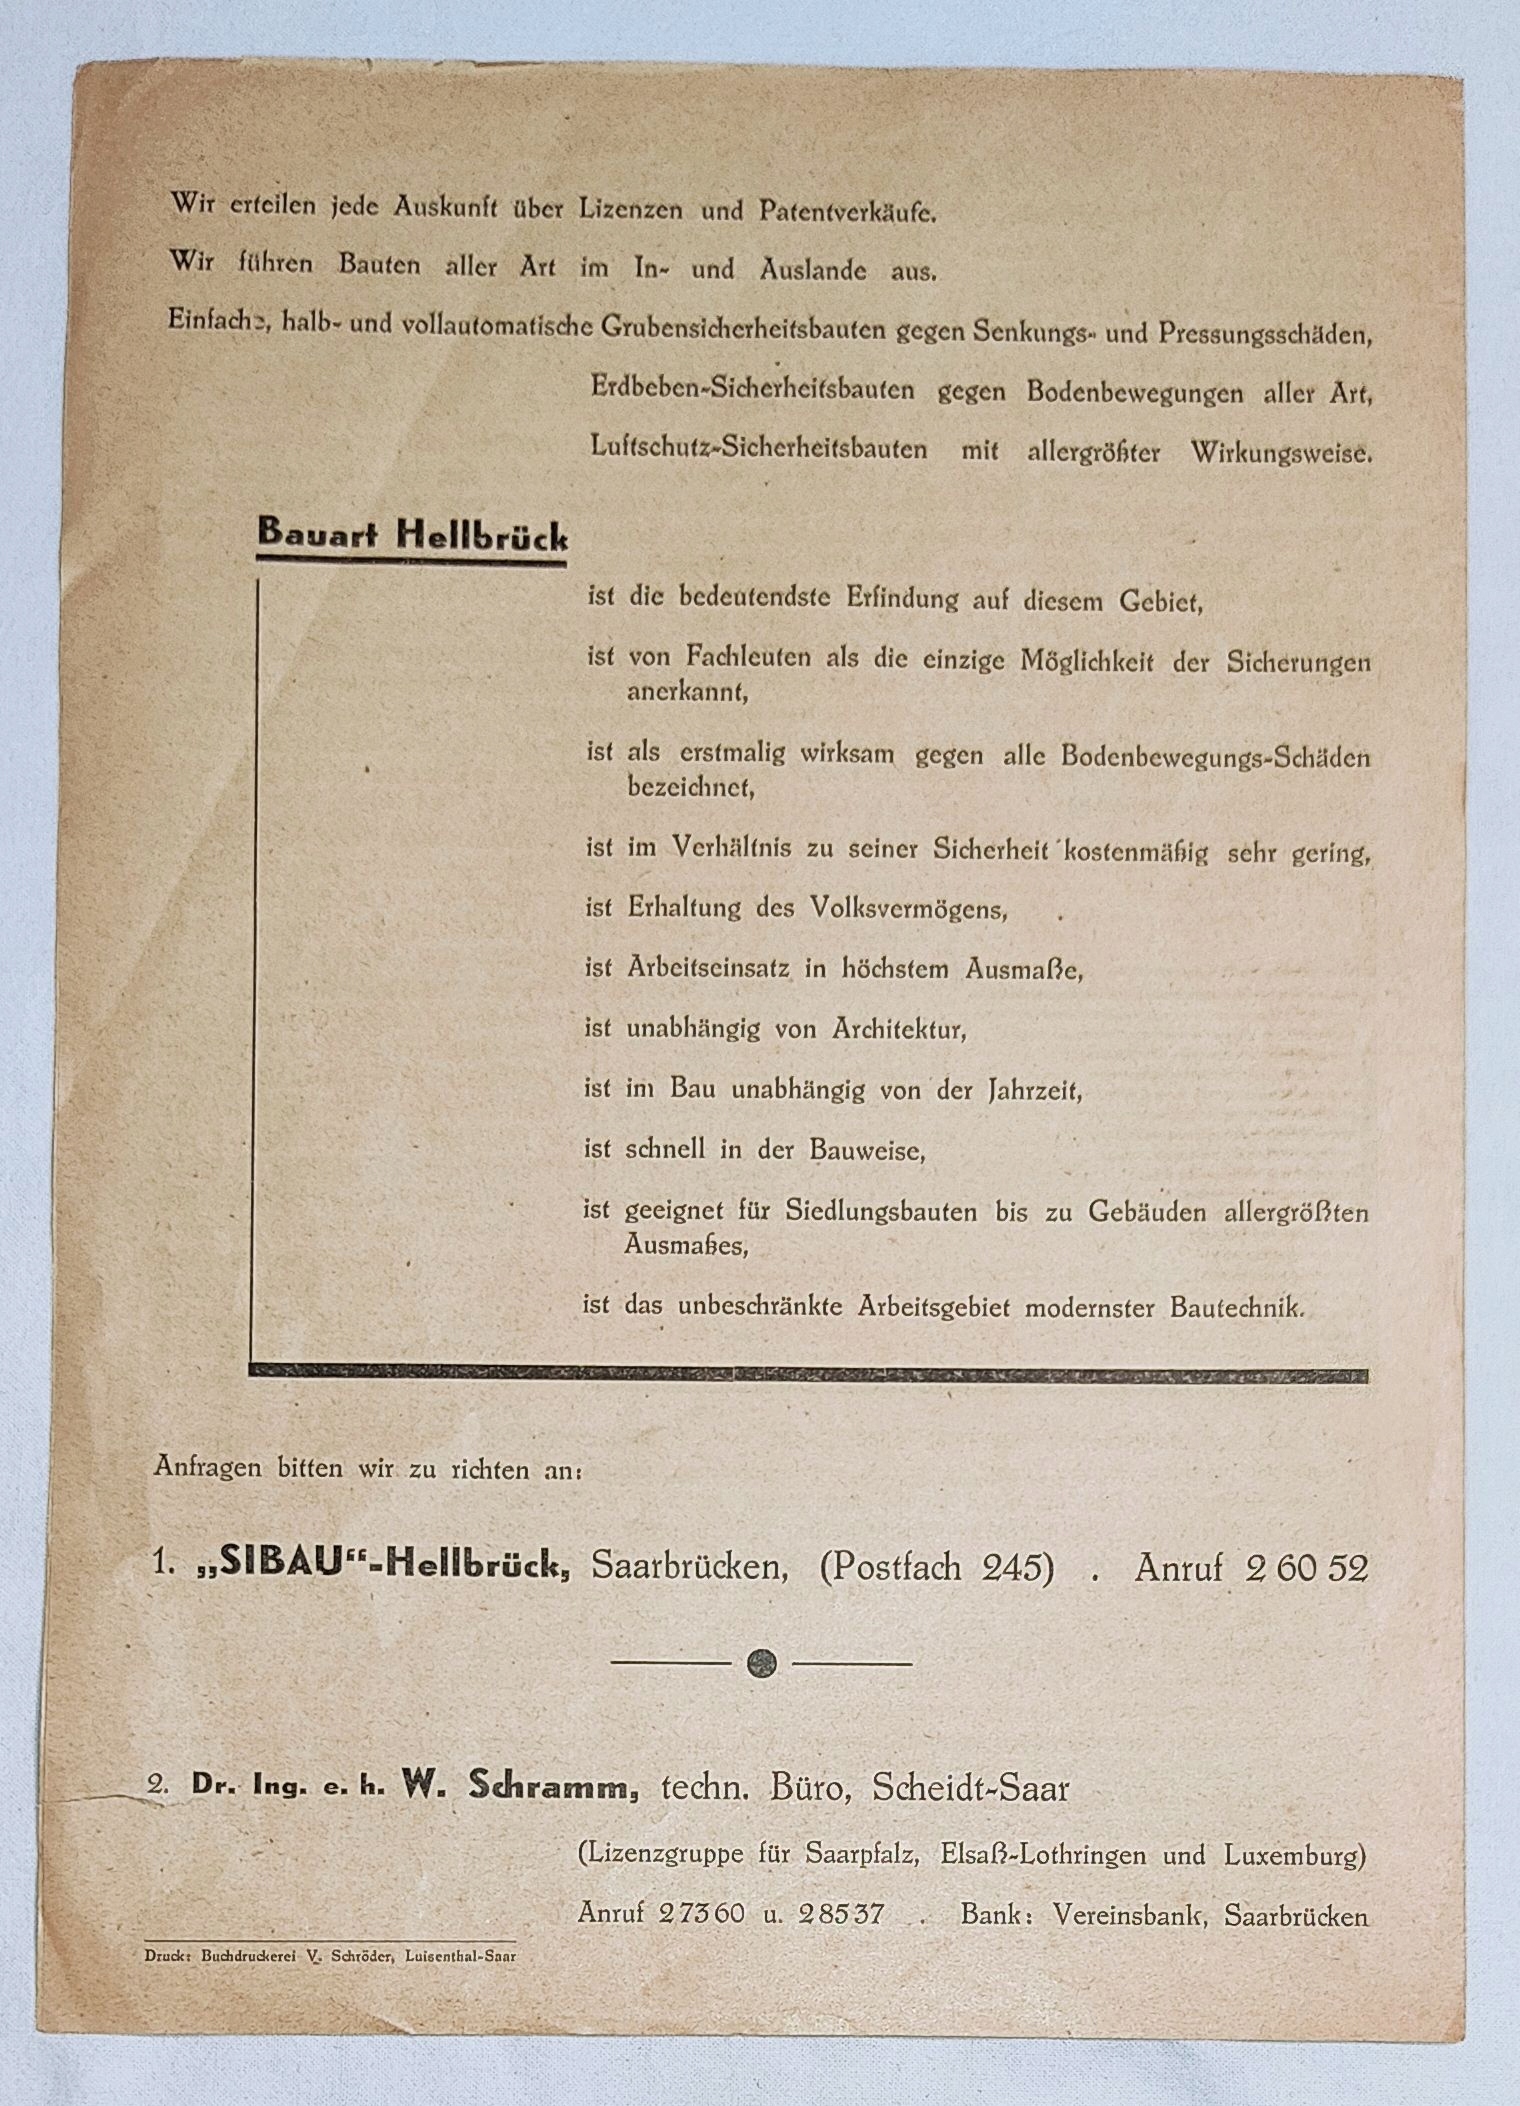 Wir erteilen jede Auskunft über Lizenzen und Patentverkäufe.
Wir führen Bauten aller Art im In- und Auslande aus.
Einfache, halb- und vollautomatische Grubensicherheitsbauten gegen Senkungs- und Pressungsschäden,
Erdbeben-Sicherheitsbauten gegen Bodenbewegungen aller Art,
Luftschutz-Sicherheitsbauten mit allergrößter Wirkungsweise.
Bauart Hellbrück
ist die bedeutendste Erfindung auf diesem Gebiet,
ist von Fachleuten als die einzige Möglichkeit der Sicherungen
anerkannt,
ist als erstmalig wirksam gegen alle Bodenbewegungs-Schäden
bezeichnet,
ist im Verhältnis zu seiner Sicherheit kostenmäßig sehr gering,
ist Erhaltung des Volksvermögens,
ist Arbeitseinsatz in höchstem Ausmaße,
ist unabhängig von Architektur,
ist im Bau unabhängig von der Jahrzeit,
ist schnell in der Bauweise,
ist geeignet für Siedlungsbauten bis zu Gebäuden allergrößten
Ausmaßes,
ist das unbeschränkte Arbeitsgebiet modernster Bautechnik.
Anfragen bitten wir zu richten an:
1. „SIBAU“-Hellbrück, Saarbrücken, (Postfach 245) . Anruf 2 60 52
2. Dr. Ing. e. h. W. Schramm, techn. Büro, Scheidt-Saar
(Lizenzgruppe für Saarpfalz, Elsaß-Lothringen und Luxemburg)
Anruf 27360 u. 28537 . Bank: Vereinsbank, Saarbrücken
Druck: Buchdruckerei V. Schröder, Luisenthal-Saar